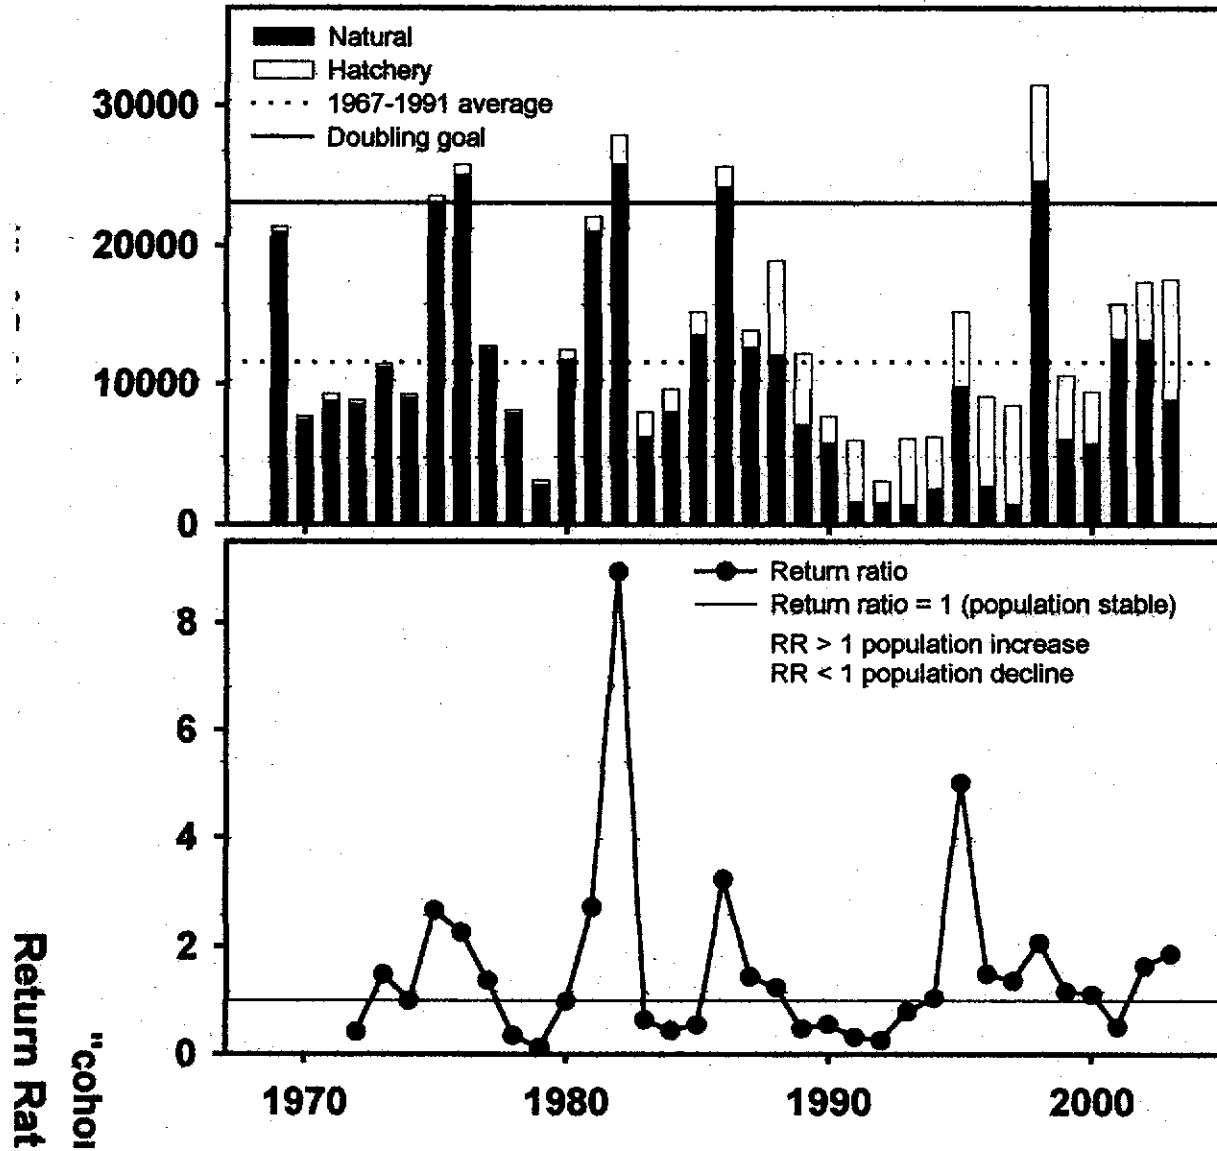 Natural
Hatchery
1967-1991 average
Doubling goal
30000
20000
10000
0
Return ratio
Return ratio = 1 (population stable)
RR > 1 population increase
RR < 1 population decline
8
6
4
2
0
1970
1980
1990
2000
"cohor
Return Rat